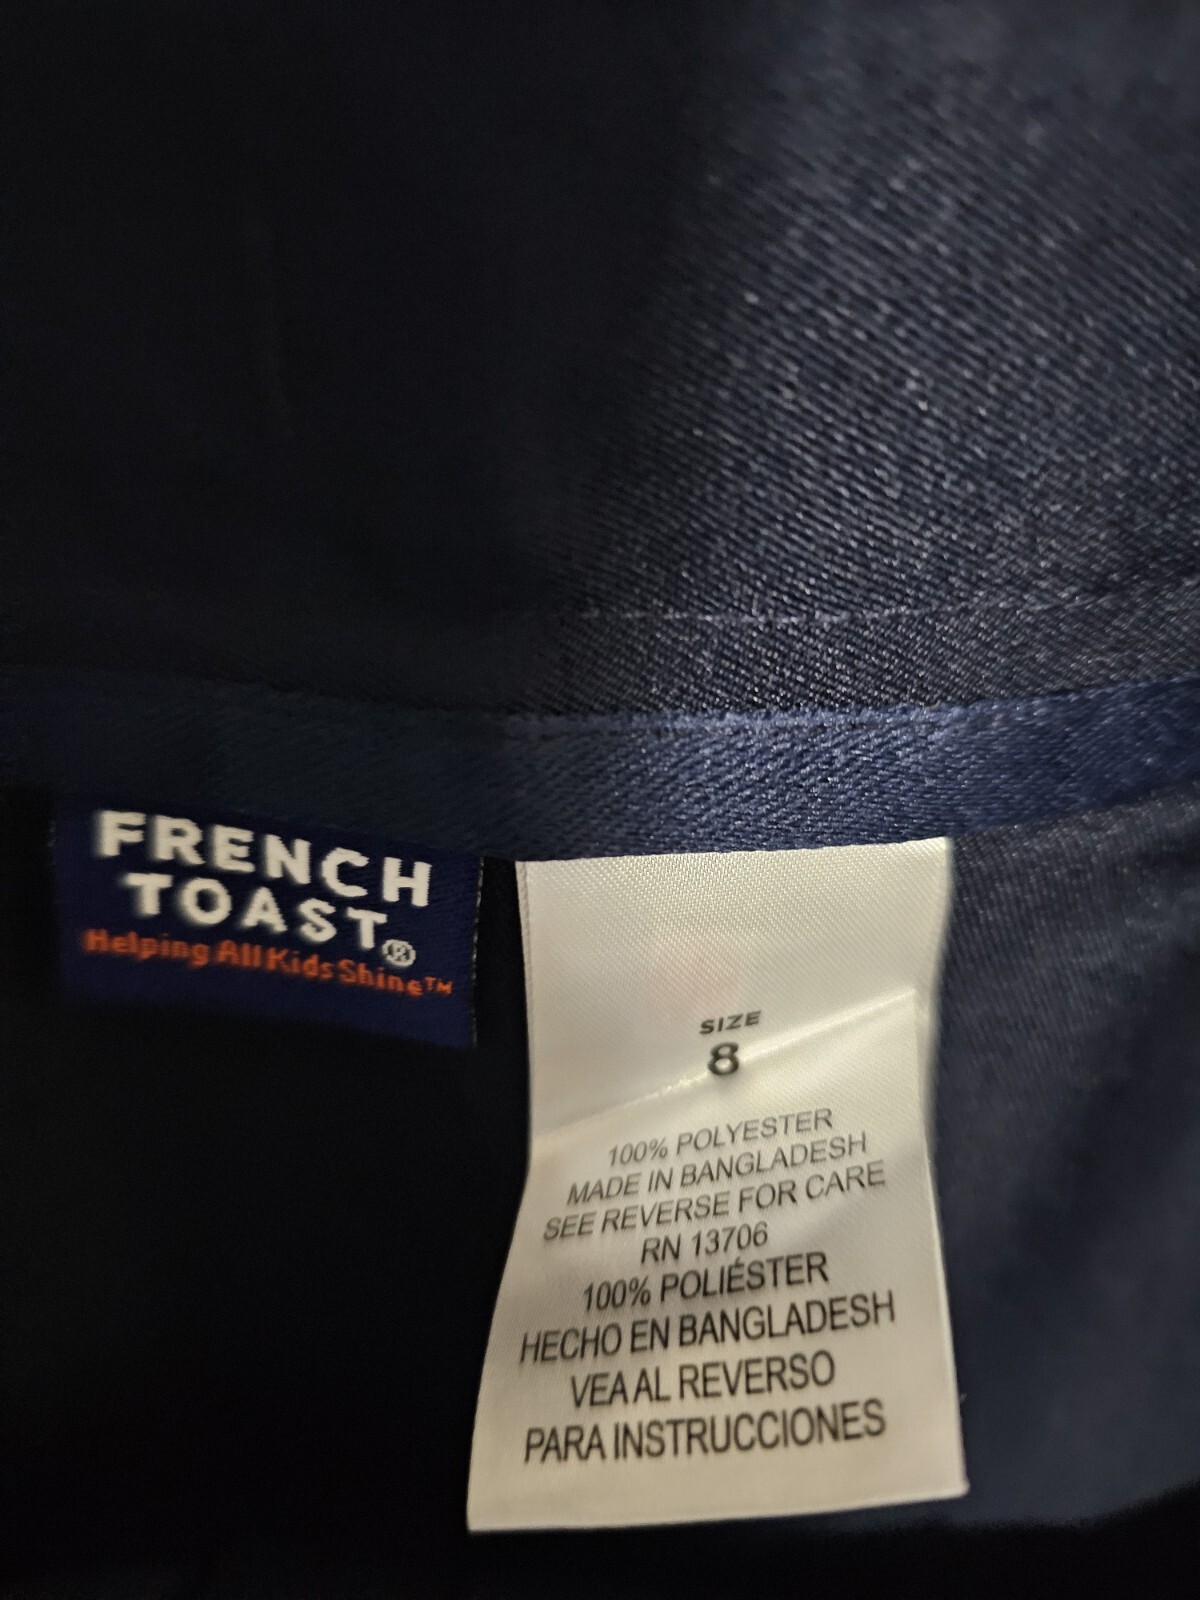 FRENCH
TOAST®
Helping All Kids Shine™
SIZE
8
100% POLYESTER
MADE IN BANGLADESH
SEE REVERSE FOR CARE
RN 13706
100% POLIÉSTER
HECHO EN BANGLADESH
VEA AL REVERSO
PARA INSTRUCCIONES